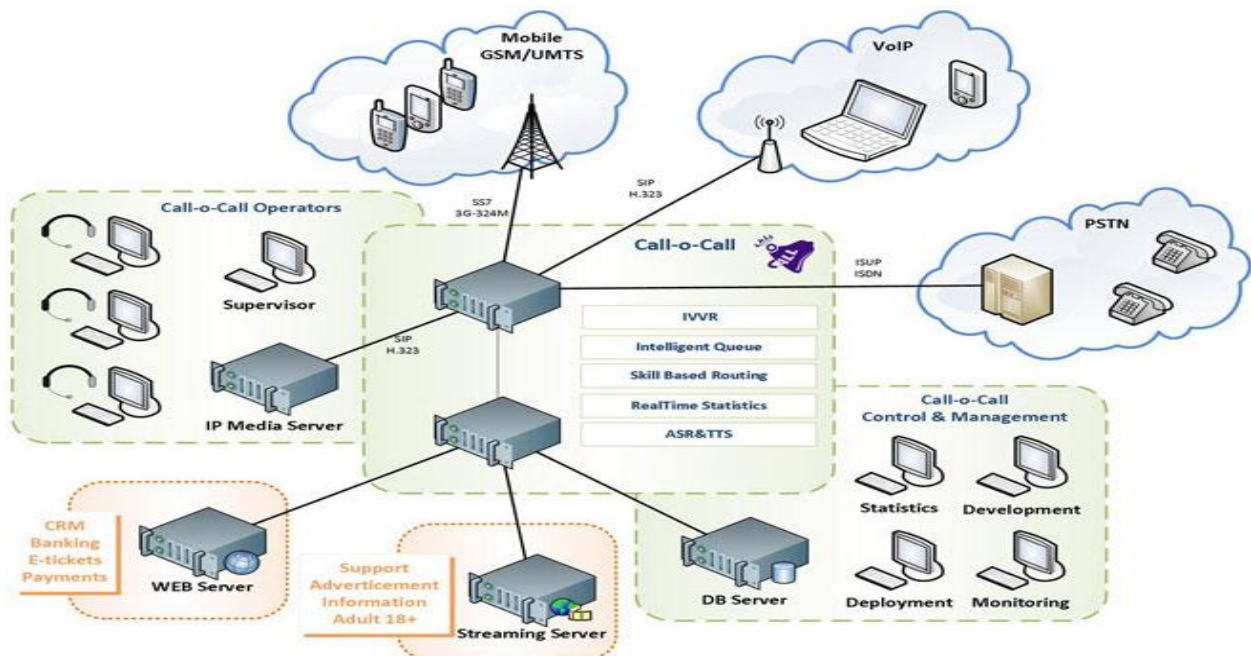 Mobile
GSM/UMTS
VoIP
SS7
3G-324M
SIP
H.323
PSTN
ISUP
ISDN
Call-o-Call Operators
Supervisor
IP Media Server
SIP
H.323
Call-o-Call
IVVR
Intelligent Queue
Skill Based Routing
RealTime Statistics
ASR&TTS
Call-o-Call
Control & Management
Statistics
Development
Deployment
Monitoring
DB Server
CRM
Banking
E-tickets
Payments
WEB Server
Support
Adverticement
Information
Adult 18+
Streaming Server